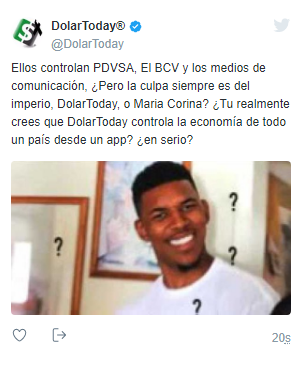 DolarToday®
@DolarToday
Ellos controlan PDVSA, El BCV y los medios de
comunicación, ¿Pero la culpa siempre es del
imperio, DolarToday, o Maria Corina? ¿Tu realmente
crees que DolarToday controla la economía de todo
un país desde un app? ¿en serio?
?
?
?
?
20s